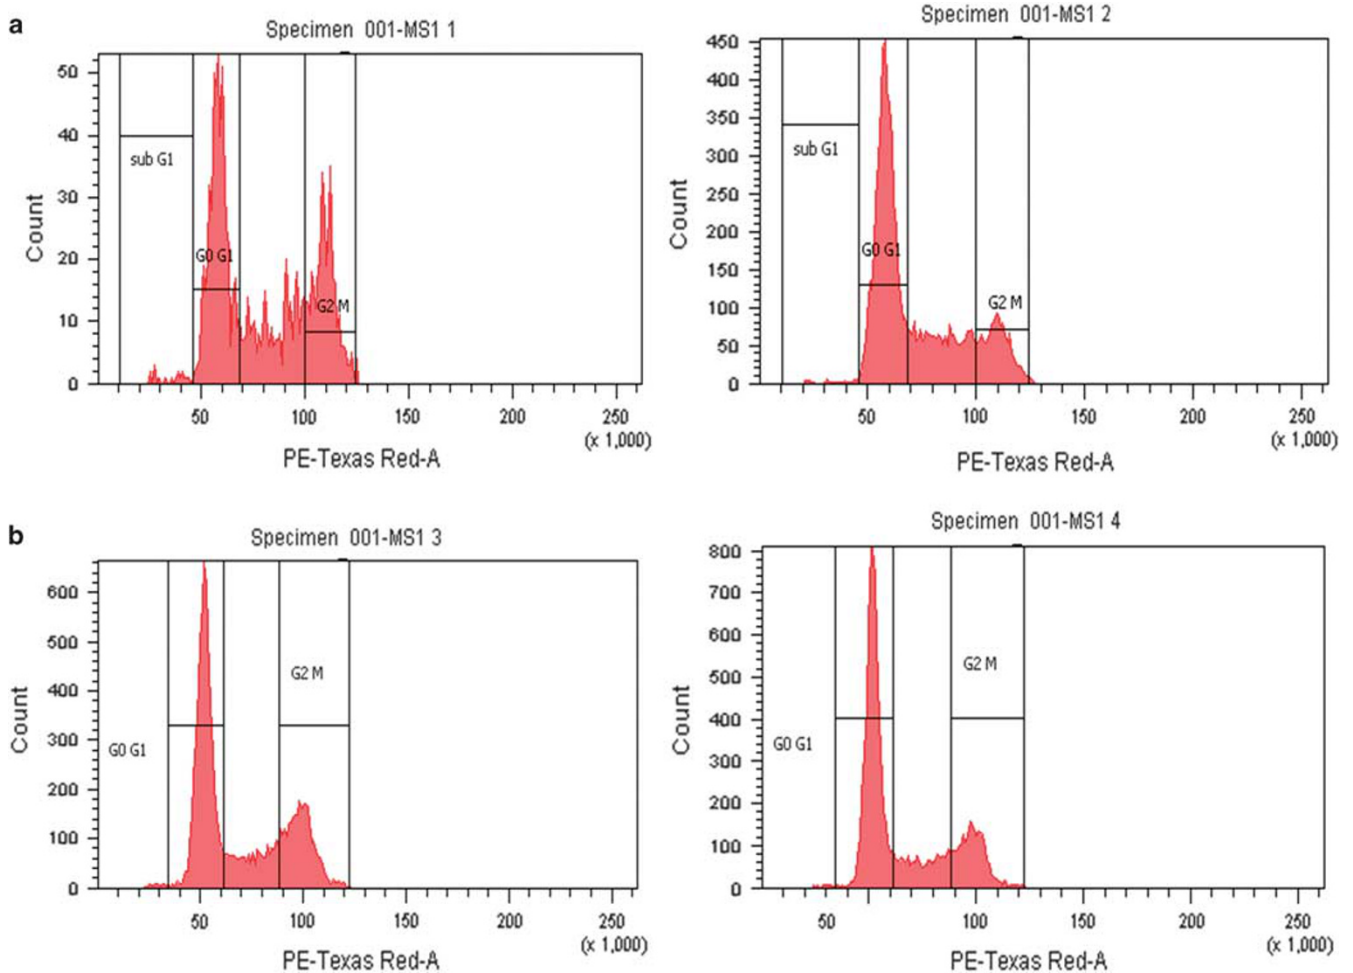 a
Specimen 001-MS1 1
50
40
30
20
10
0
Count
sub G1
G0 G1
G2 M
50 100 150 200 250
(x 1,000)
PE-Texas Red-A
Specimen 001-MS1 2
450
400
350
300
250
200
150
100
50
0
Count
sub G1
G0 G1
G2 M
50 100 150 200 250
(x 1,000)
PE-Texas Red-A
b
Specimen 001-MS1 3
600
500
400
300
200
100
0
Count
G2 M
G0 G1
50 100 150 200 250
(x 1,000)
PE-Texas Red-A
Specimen 001-MS1 4
800
700
600
500
400
300
200
100
0
Count
G2 M
G0 G1
50 100 150 200 250
(x 1,000)
PE-Texas Red-A